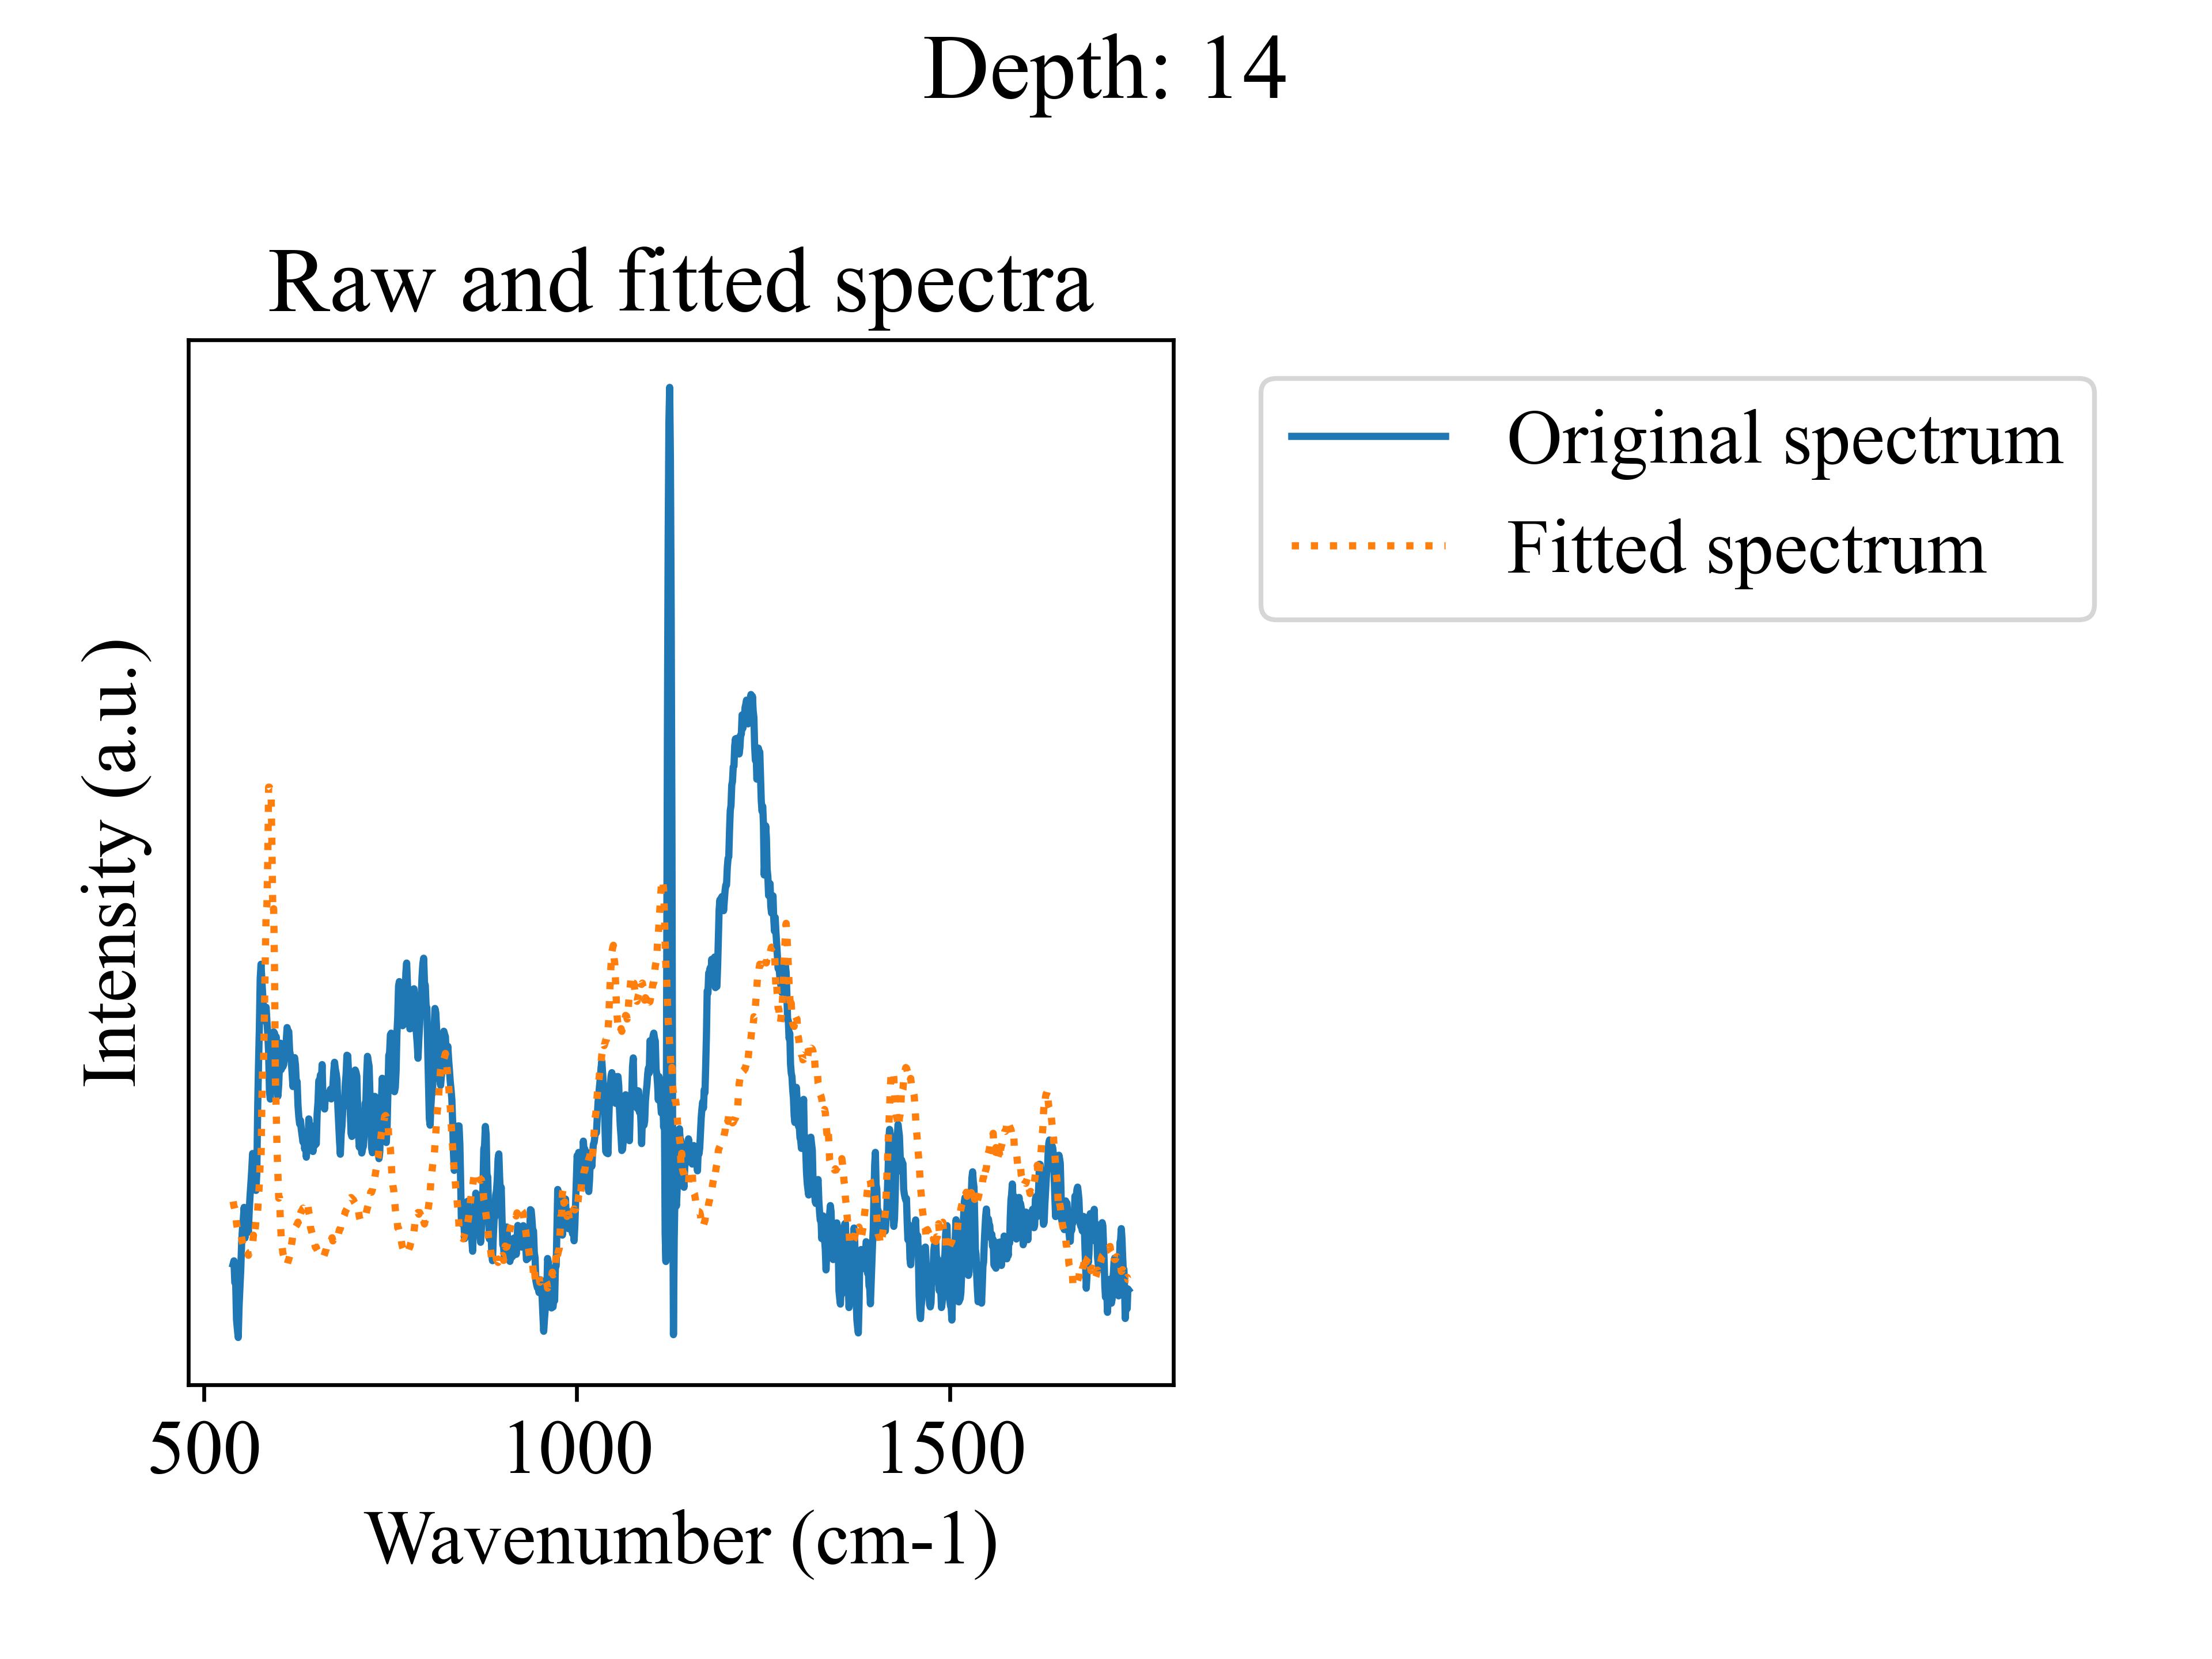 Depth: 14
Raw and fitted spectra
Original spectrum
Fitted spectrum
Intensity (a.u.)
500 1000 1500
Wavenumber (cm-1)